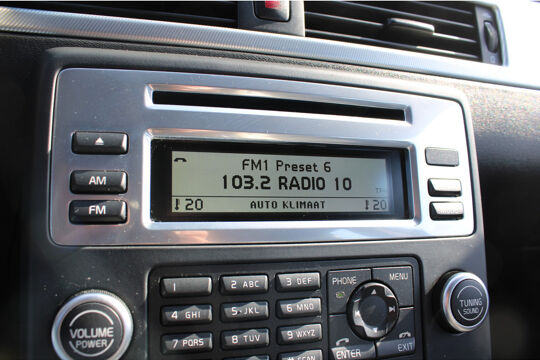 FM1 Preset 6
AM
103.2 RADIO 10
FM
20 AUTO KLIMAAT 20
1 2 ABC 3 DEF PHONE MENU
4 GHI 5 JKL 6 MNO
7 PQRS 8 TUV 9 WXYZ
SCAN ENTER EXIT
VOLUME
POWER
TUNING
SOUND